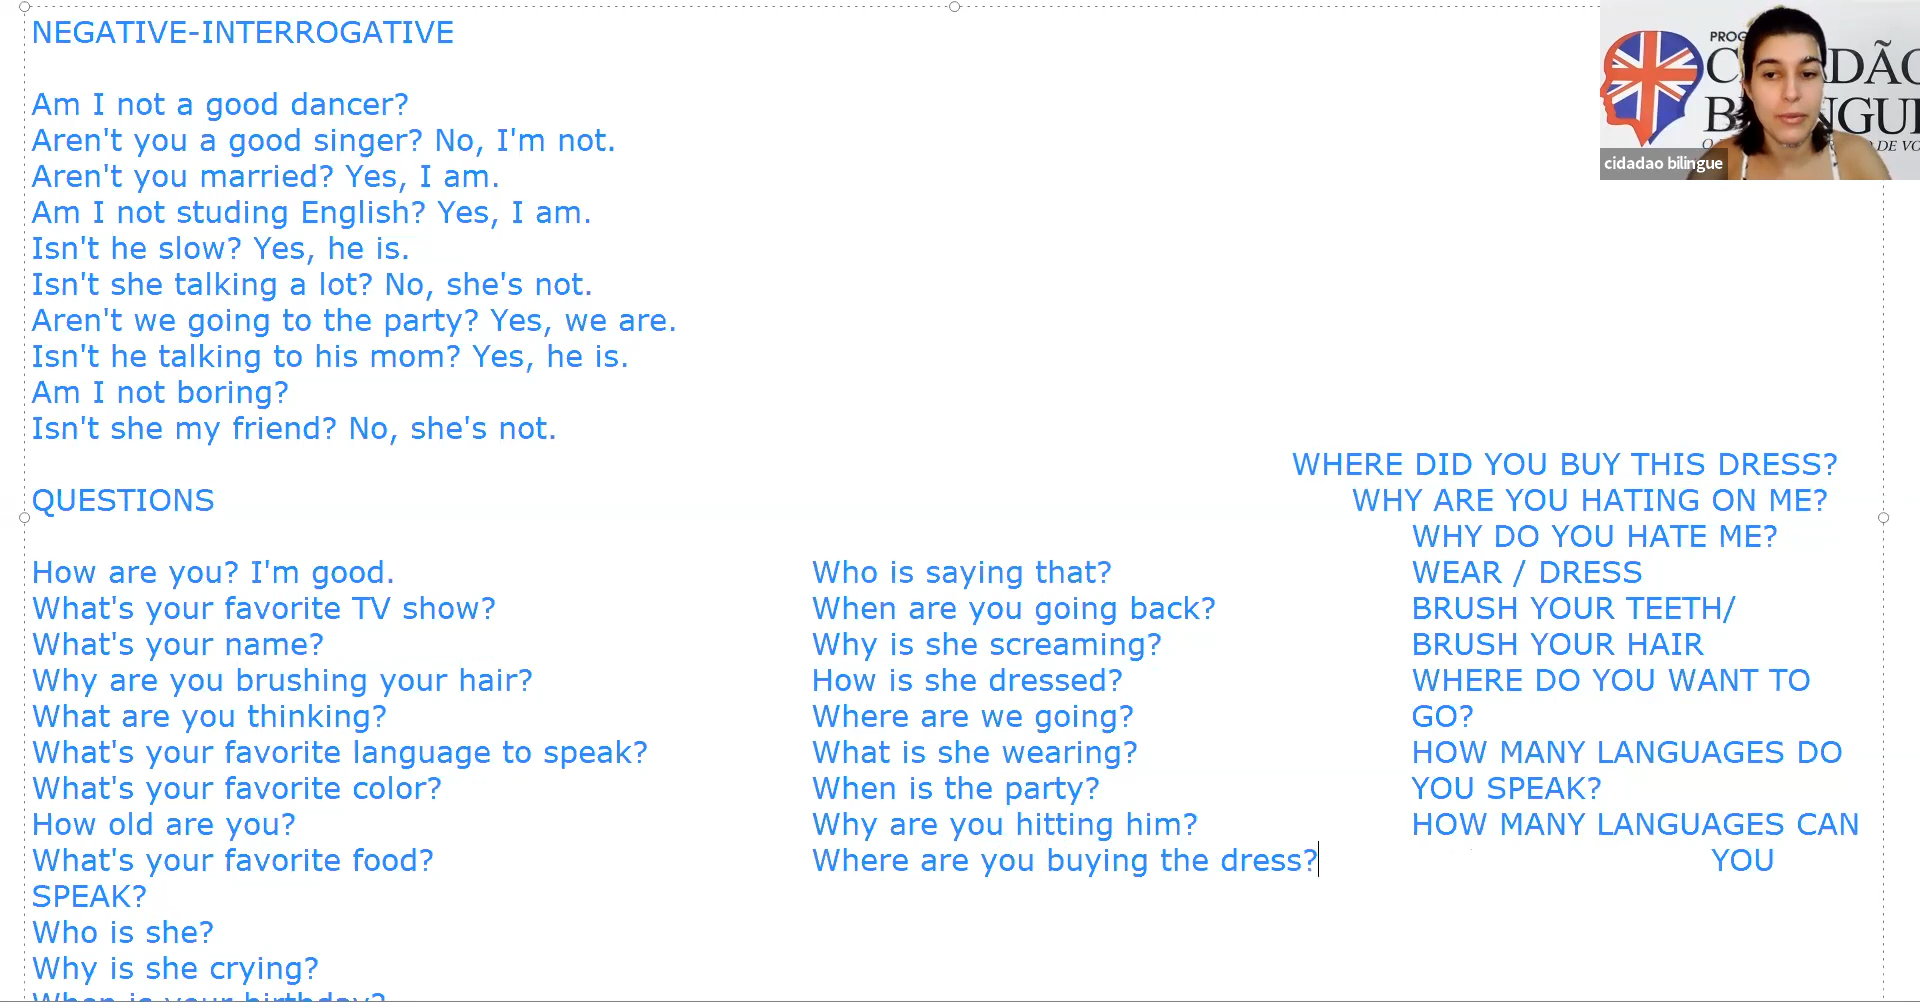 NEGATIVE-INTERROGATIVE
Am I not a good dancer?
Aren't you a good singer? No, I'm not.
Aren't you married? Yes, I am.
Am I not studing English? Yes, I am.
Isn't he slow? Yes, he is.
Isn't she talking a lot? No, she's not.
Aren't we going to the party? Yes, we are.
Isn't he talking to his mom? Yes, he is.
Am I not boring?
Isn't she my friend? No, she's not.
QUESTIONS
How are you? I'm good.
What's your favorite TV show?
What's your name?
Why are you brushing your hair?
What are you thinking?
What's your favorite language to speak?
What's your favorite color?
How old are you?
What's your favorite food?
SPEAK?
Who is she?
Why is she crying?
When is your birthday?
Who is saying that?
When are you going back?
Why is she screaming?
How is she dressed?
Where are we going?
What is she wearing?
When is the party?
Why are you hitting him?
Where are you buying the dress?
WHERE DID YOU BUY THIS DRESS?
WHY ARE YOU HATING ON ME?
WHY DO YOU HATE ME?
WEAR / DRESS
BRUSH YOUR TEETH/
BRUSH YOUR HAIR
WHERE DO YOU WANT TO
GO?
HOW MANY LANGUAGES DO
YOU SPEAK?
HOW MANY LANGUAGES CAN
YOU
PROG
C DÃO
B NGU
O DE VO
cidadao bilingue